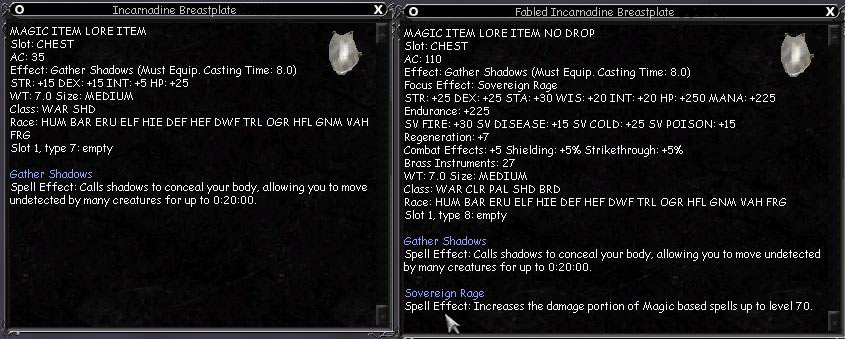 Incarnadine Breastplate
MAGIC ITEM LORE ITEM
Slot: CHEST
AC: 35
Effect: Gather Shadows (Must Equip. Casting Time: 8.0)
STR: +15 DEX: +15 INT: +5 HP: +25
WT: 7.0 Size: MEDIUM
Class: WAR SHD
Race: HUM BAR ERU ELF HIE DEF HEF DWF TRL OGR HFL GNM VAH
FRG
Slot 1, type 7: empty
Gather Shadows
Spell Effect: Calls shadows to conceal your body, allowing you to move
undetected by many creatures for up to 0:20:00.
Fabled Incarnadine Breastplate
MAGIC ITEM LORE ITEM NO DROP
Slot: CHEST
AC: 110
Effect: Gather Shadows (Must Equip. Casting Time: 8.0)
Focus Effect: Sovereign Rage
STR: +25 DEX: +25 STA: +30 WIS: +20 INT: +20 HP: +250 MANA: +225
Endurance: +225
SV FIRE: +30 SV DISEASE: +15 SV COLD: +25 SV POISON: +15
Regeneration: +7
Combat Effects: +5 Shielding: +5% Strikethrough: +5%
Brass Instruments: 27
WT: 7.0 Size: MEDIUM
Class: WAR CLR PAL SHD BRD
Race: HUM BAR ERU ELF HIE DEF HEF DWF TRL OGR HFL GNM VAH FRG
Slot 1, type 8: empty
Gather Shadows
Spell Effect: Calls shadows to conceal your body, allowing you to move undetected
by many creatures for up to 0:20:00.
Sovereign Rage
Spell Effect: Increases the damage portion of Magic based spells up to level 70.